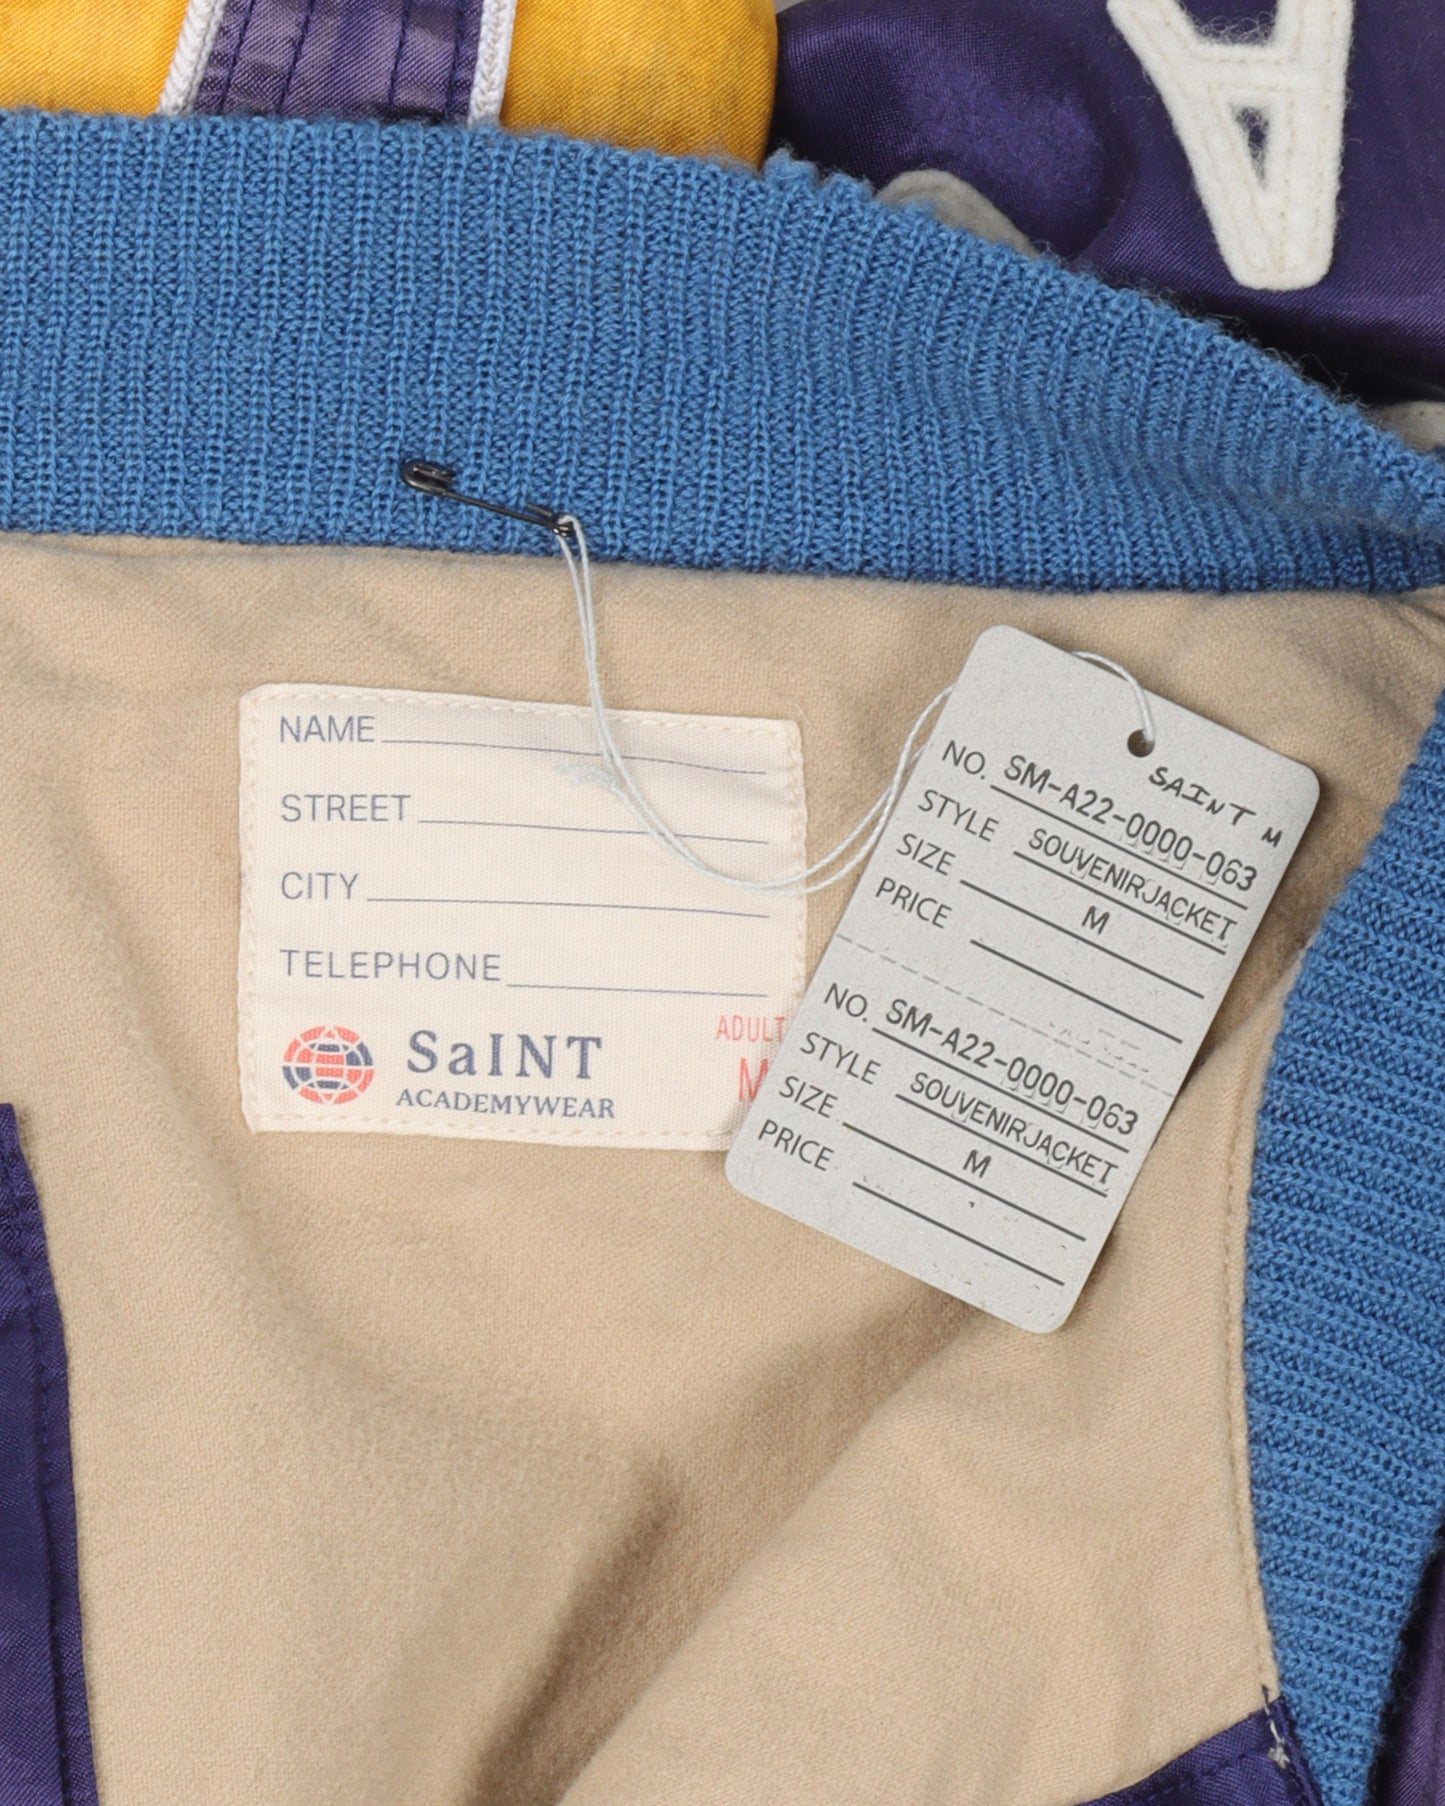 A
NAME
STREET
CITY
TELEPHONE
SaINT
ACADEMYWEAR
ADULT
M
SAINT M
NO. SM-A22-0000-063
STYLE SOUVENIRJACKET
SIZE M
PRICE
NO. SM-A22-0000-063
STYLE SOUVENIRJACKET
SIZE M
PRICE